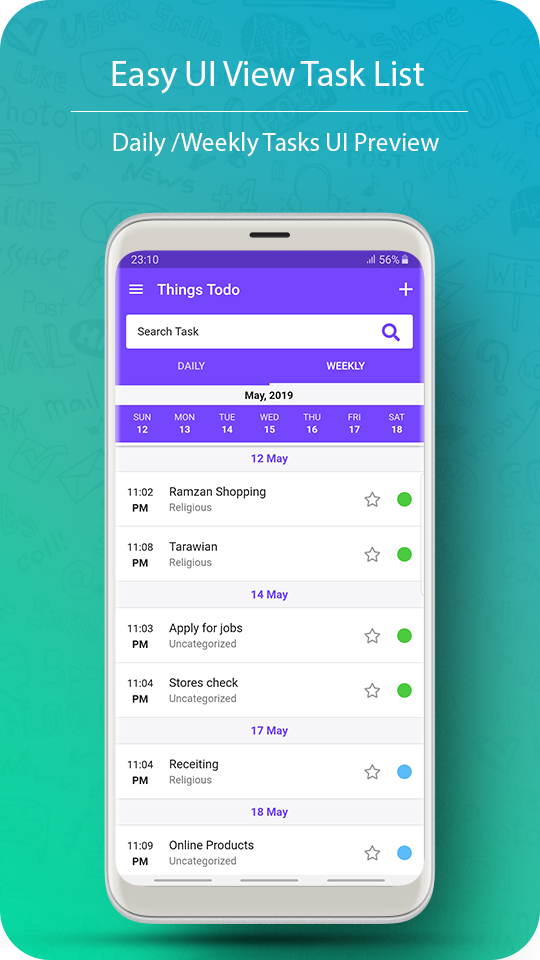 Easy UI View Task List
Daily /Weekly Tasks UI Preview
23:10 56%
Things Todo
Search Task
DAILY WEEKLY
May, 2019
SUN MON TUE WED THU FRI SAT
12 13 14 15 16 17 18
12 May
11:02 PM Ramzan Shopping
Religious
11:08 PM Tarawian
Religious
14 May
11:03 PM Apply for jobs
Uncategorized
11:04 PM Stores check
Uncategorized
17 May
11:04 PM Receiting
Religious
18 May
11:09 PM Online Products
Uncategorized